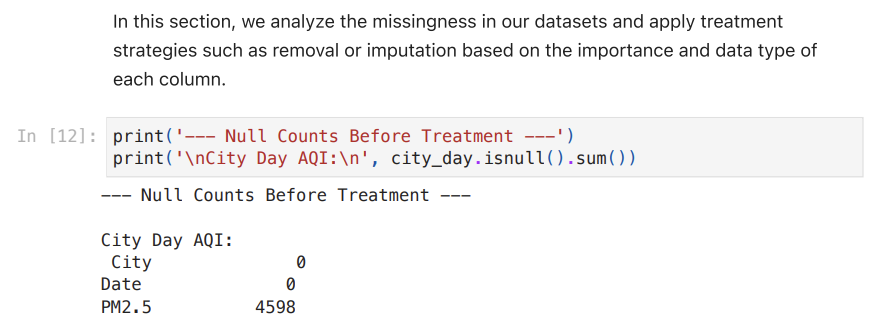 In this section, we analyze the missingness in our datasets and apply treatment
strategies such as removal or imputation based on the importance and data type of
each column.
In [12]: print('--- Null Counts Before Treatment ---')
print('\nCity Day AQI:\n', city_day.isnull().sum())
--- Null Counts Before Treatment ---
City Day AQI:
City 0
Date 0
PM2.5 4598